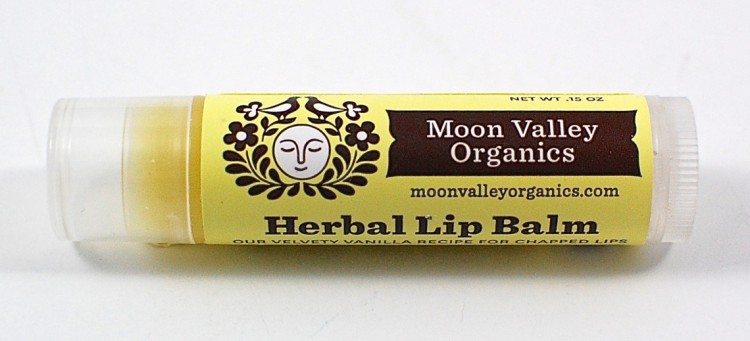 NET WT .15 OZ
Moon Valley
Organics
moonvalleyorganics.com
Herbal Lip Balm
OUR VELVETY VANILLA RECIPE FOR CHAPPED LIPS